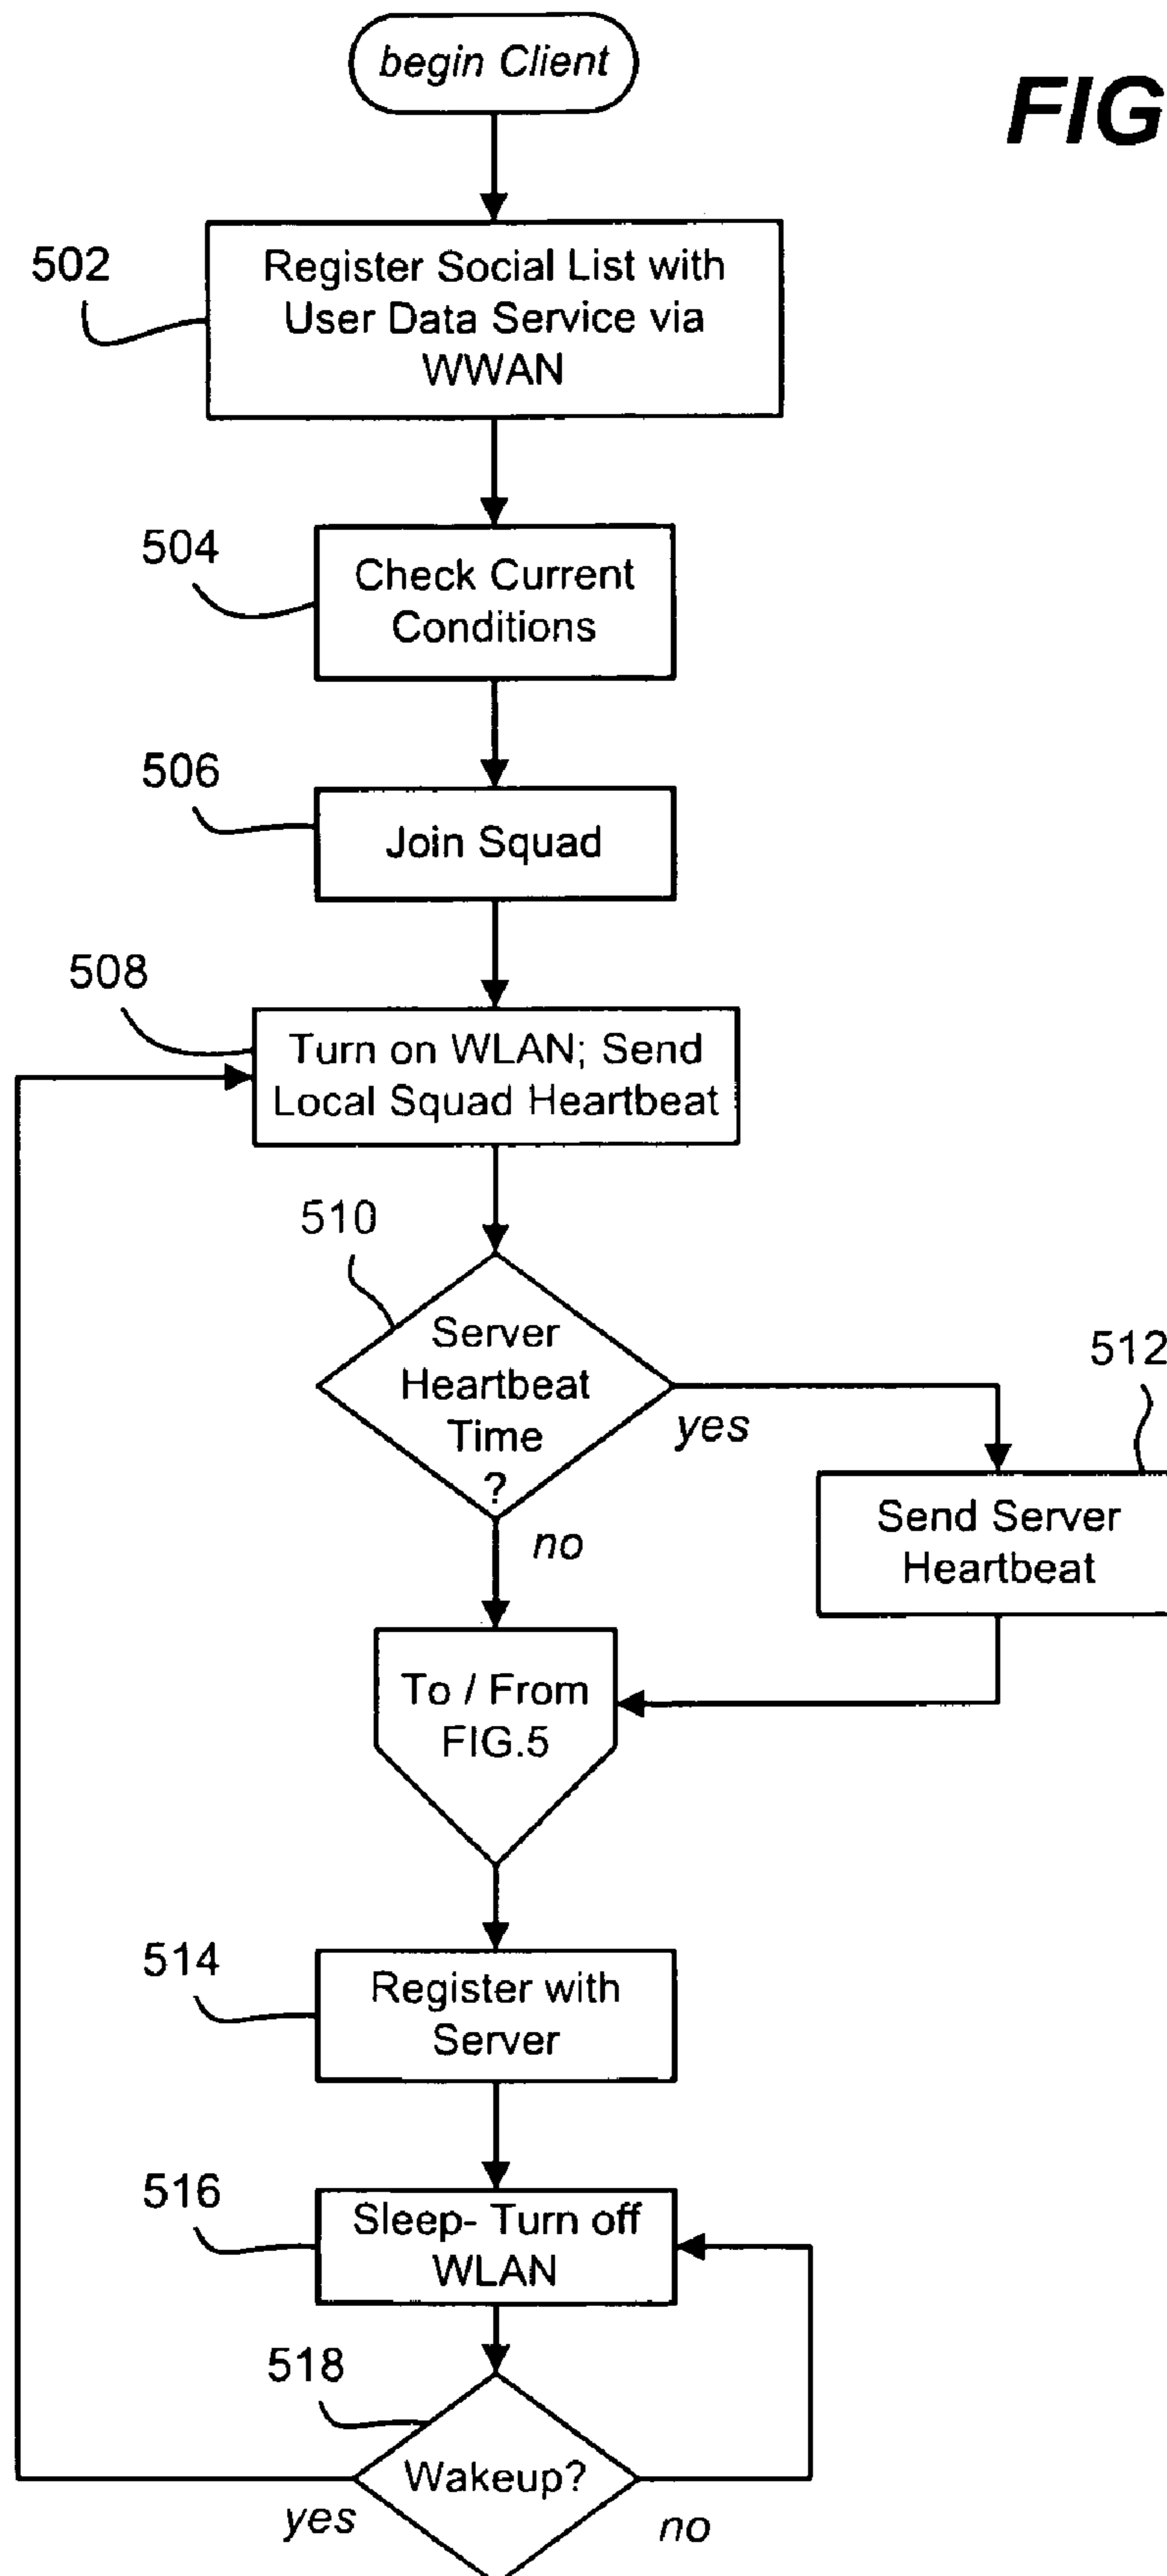 begin Client
FIG
502
Register Social List with
User Data Service via
WWAN
504
Check Current
Conditions
506
Join Squad
508
Turn on WLAN; Send
Local Squad Heartbeat
510
Server
Heartbeat
Time
?
yes
no
512
Send Server
Heartbeat
To / From
FIG.5
514
Register with
Server
516
Sleep- Turn off
WLAN
518
Wakeup?
yes
no